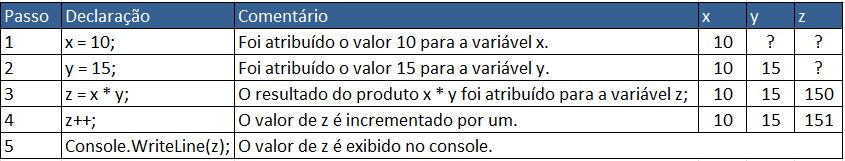 Passo Declaração Comentário x y z
1 x = 10; Foi atribuído o valor 10 para a variável x. 10 ? ?
2 y = 15; Foi atribuído o valor 15 para a variável y. 10 15 ?
3 z = x * y; O resultado do produto x * y foi atribuído para a variável z; 10 15 150
4 z++; O valor de z é incrementado por um. 10 15 151
5 Console.WriteLine(z); O valor de z é exibido no console.